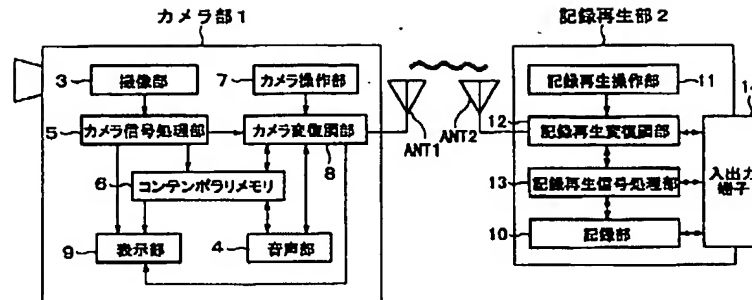 カメラ部1
記録再生部2
3 撮像部
7 カメラ操作部
記録再生操作部 11
14
5 カメラ信号処理部
カメラ変復調部 8
ANT1
ANT2
12 記録再生変復調部
6 コンテンポラリメモリ
13 記録再生信号処理部
入出力
端子
9 表示部
4 音声部
10 記録部